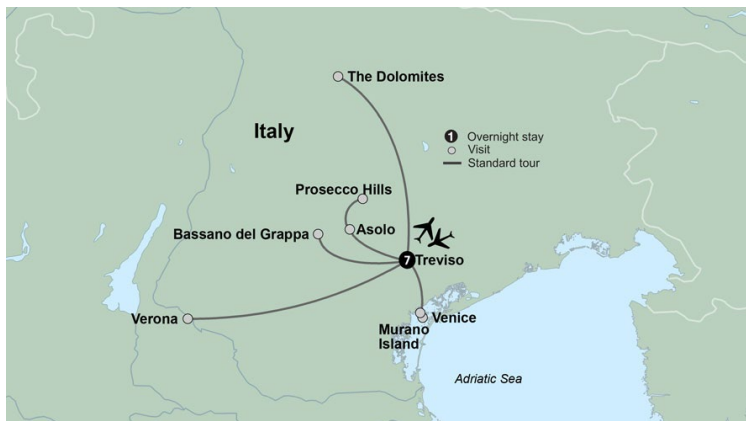 The Dolomites
Italy
1 Overnight stay
Visit
Standard tour
Prosecco Hills
Bassano del Grappa
Asolo
7 Treviso
Verona
Murano
Island
Venice
Adriatic Sea